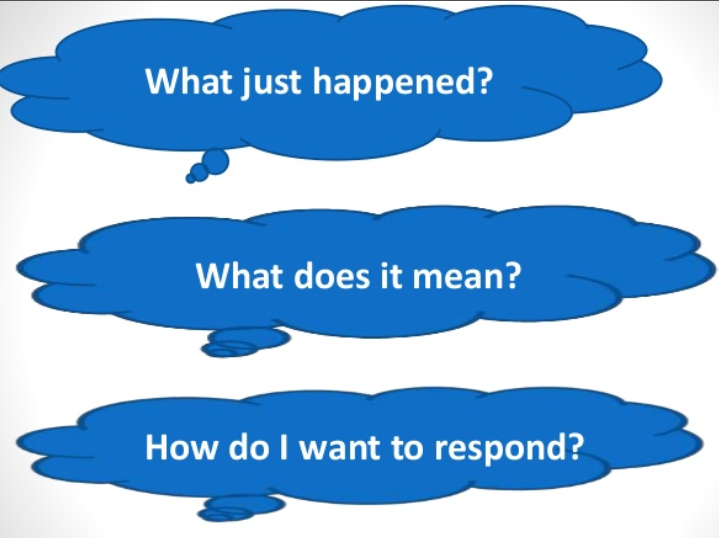 What just happened?
What does it mean?
How do I want to respond?